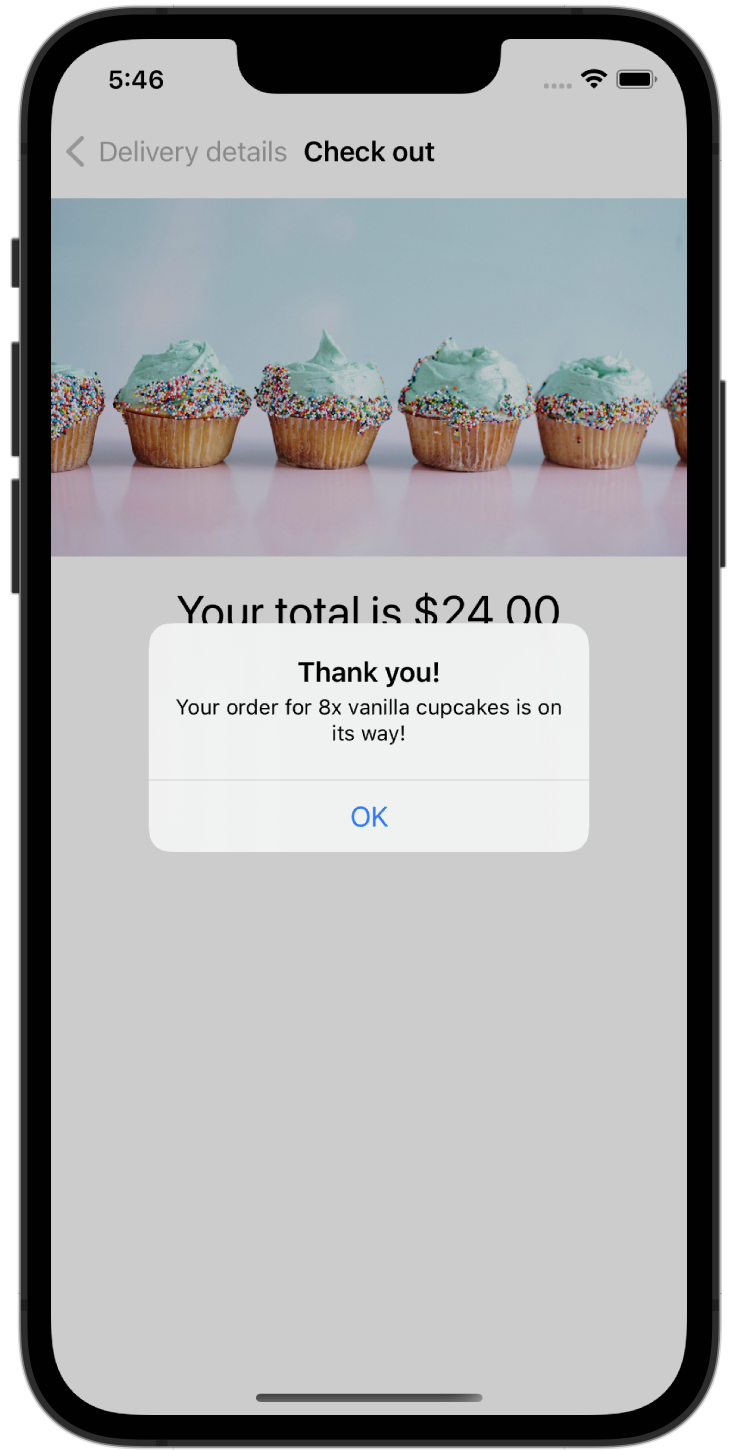 5:46
Delivery details Check out
Your total is $24.00
Thank you!
Your order for 8x vanilla cupcakes is on
its way!
OK